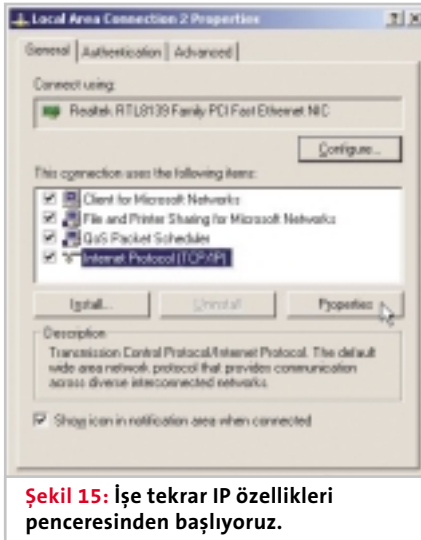 Local Area Connection 2 Properties
General Authentication Advanced
Connect using:
Realtek RTL8139 Family PCI Fast Ethernet NIC
Configure...
This connection uses the following items:
Client for Microsoft Networks
File and Printer Sharing for Microsoft Networks
QoS Packet Scheduler
Internet Protocol (TCP/IP)
Install... Uninstall Properties
Description
Transmission Control Protocol/Internet Protocol. The default
wide area network protocol that provides communication
across diverse interconnected networks.
Show icon in notification area when connected
Şekil 15: İşe tekrar IP özellikleri
penceresinden başlıyoruz.